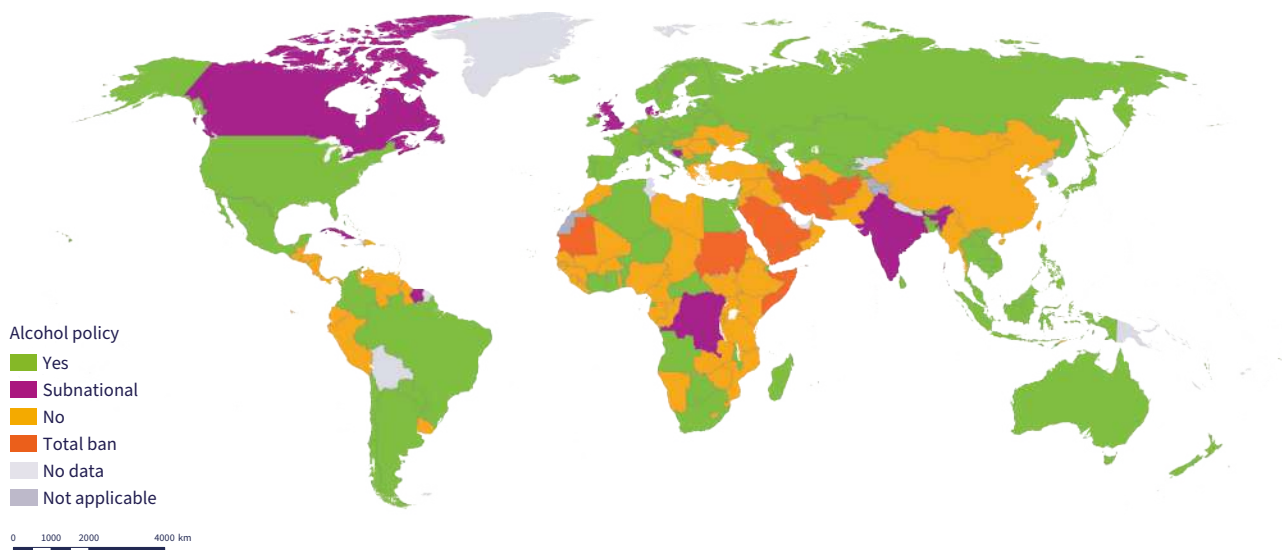 Alcohol policy
Yes
Subnational
No
Total ban
No data
Not applicable
0 1000 2000 4000 km